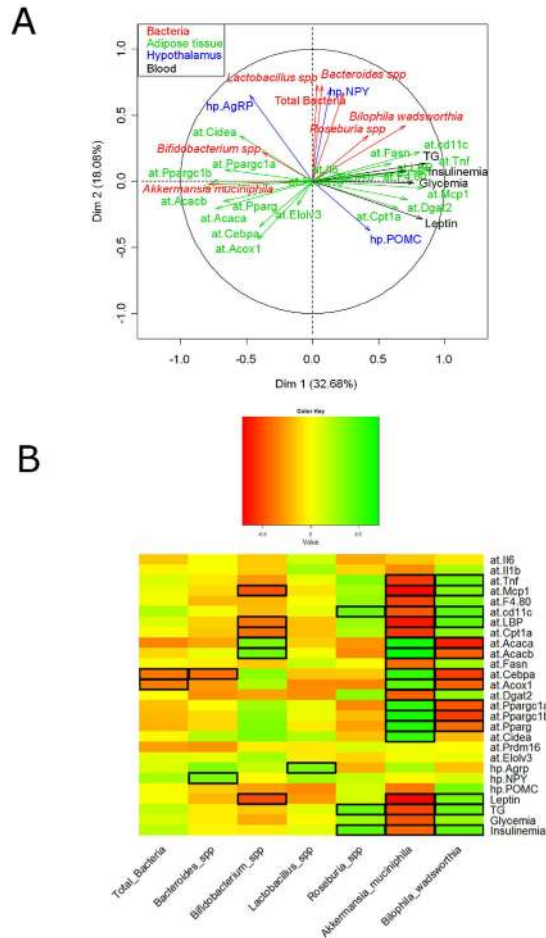 A
Bacteria
Adipose tissue
Hypothalamus
Blood
Lactobacillus spp
Bacteroides spp
hp.AgRP
Total Bacteria
hp.NPY
Bilophila wadsworthia
Roseburia spp
at.Cidea
Bifidobacterium spp
at.Fasn
at.cd11c
TG
at.Tnf
at.Ppargc1a
at.Ppargc1b
Insulinemia
Glycemia
Akkermansia muciniphila
at.Mcp1
at.Acacb
at.Pparg
at.Acaca
at.Elolv3
at.Dgat2
at.Cpt1a
at.Cebpa
Leptin
at.Acox1
hp.POMC
1.0
0.5
0.0
-0.5
-1.0
Dim 2 (18.08%)
-1.0 -0.5 0.0 0.5 1.0
Dim 1 (32.68%)
B
Color Key
-0.5 0 0.5
Value
at.Il6
at.Il1b
at.Tnf
at.Mcp1
at.F4.80
at.cd11c
at.LBP
at.Cpt1a
at.Acaca
at.Acacb
at.Fasn
at.Cebpa
at.Acox1
at.Dgat2
at.Ppargc1a
at.Ppargc1b
at.Pparg
at.Cidea
at.Prdm16
at.Elolv3
hp.Agrp
hp.NPY
hp.POMC
Leptin
TG
Glycemia
Insulinemia
Total_Bacteria
Bacteroides_spp
Bifidobacterium_spp
Lactobacillus_spp
Roseburia_spp
Akkermansia_muciniphila
Bilophila_wadsworthia